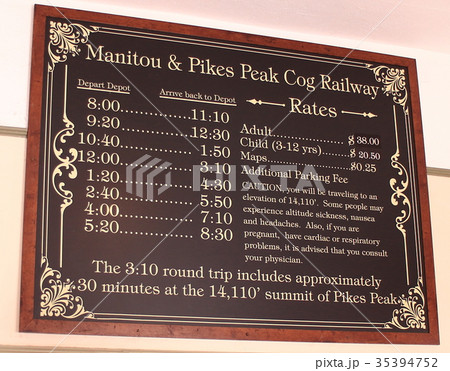 Manitou & Pikes Peak Cog Railway
Depart Depot Arrive back to Depot
8:00..................11:10
9:20..................12:30
10:40..................1:50
12:00..................3:10
1:20..................4:30
2:40..................5:50
4:00..................7:10
5:20..................8:30
Rates
Adult..................$ 38.00
Child (3-12 yrs)........$ 20.50
Maps..................$0.25
Additional Parking Fee
CAUTION, you will be traveling to an
elevation of 14,110'. Some people may
experience altitude sickness, nausea
and headaches. Also, if you are
pregnant, have cardiac or respiratory
problems, it is advised that you consult
your physician.
The 3:10 round trip includes approximately
30 minutes at the 14,110' summit of Pikes Peak
PIXTA
pixta.jp - 35394752